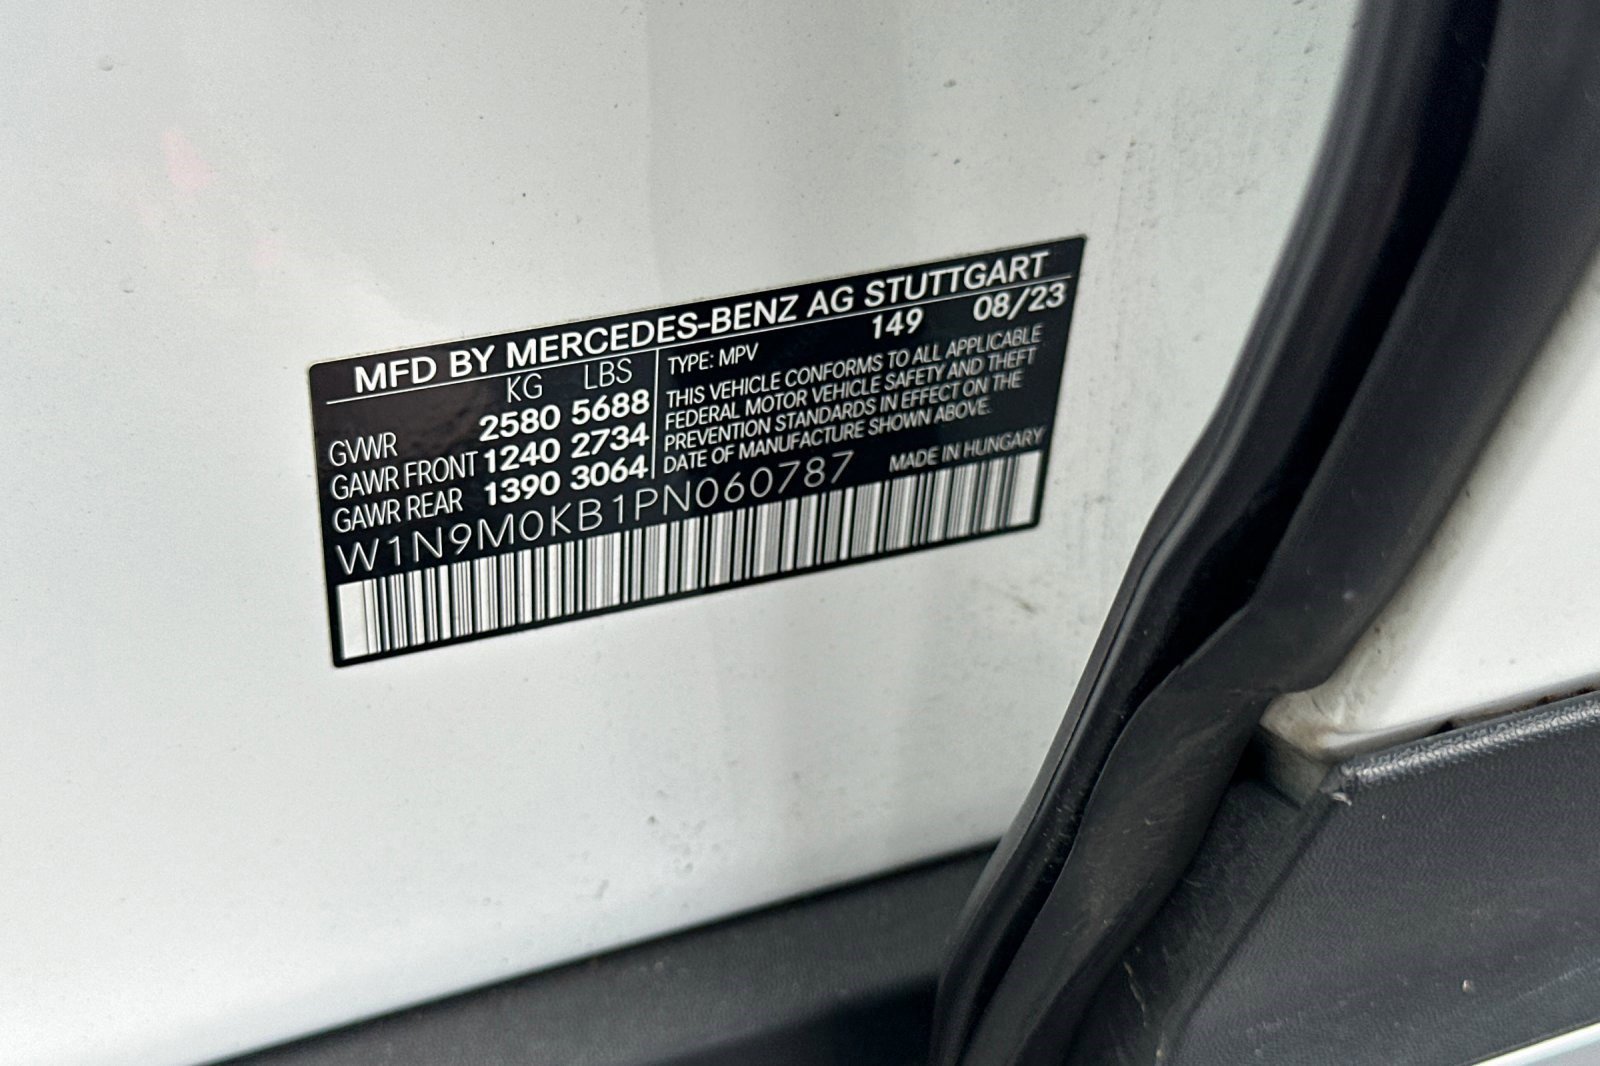 MFD BY MERCEDES-BENZ AG STUTTGART
KG LBS
GVWR 2580 5688
GAWR FRONT 1240 2734
GAWR REAR 1390 3064
149 08/23
TYPE: MPV
THIS VEHICLE CONFORMS TO ALL APPLICABLE
FEDERAL MOTOR VEHICLE SAFETY AND THEFT
PREVENTION STANDARDS IN EFFECT ON THE
DATE OF MANUFACTURE SHOWN ABOVE.
W1N9M0KB1PN060787
MADE IN HUNGARY